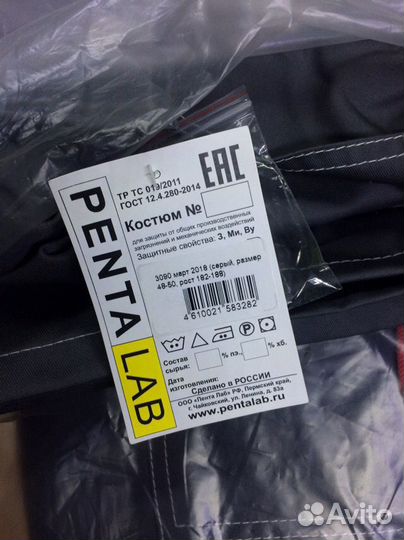 PENTA LAB
ТР ТС 019/2011
ГОСТ 12.4.280-2014
EAC
Костюм №
для защиты от общих производственных
загрязнений и механических воздействий
Защитные свойства: З, Ми, Ву
3090 март 2018 (серый, размер
48-50, рост 182-188)
4 610021 583282
Состав
сырья: % пэ., % хб.
Дата
изготовления:
Сделано в РОССИИ
ООО «Пента Лаб» РФ, Пермский край,
г. Чайковский, ул. Ленина, д. 83а
www.pentalab.ru
Avito